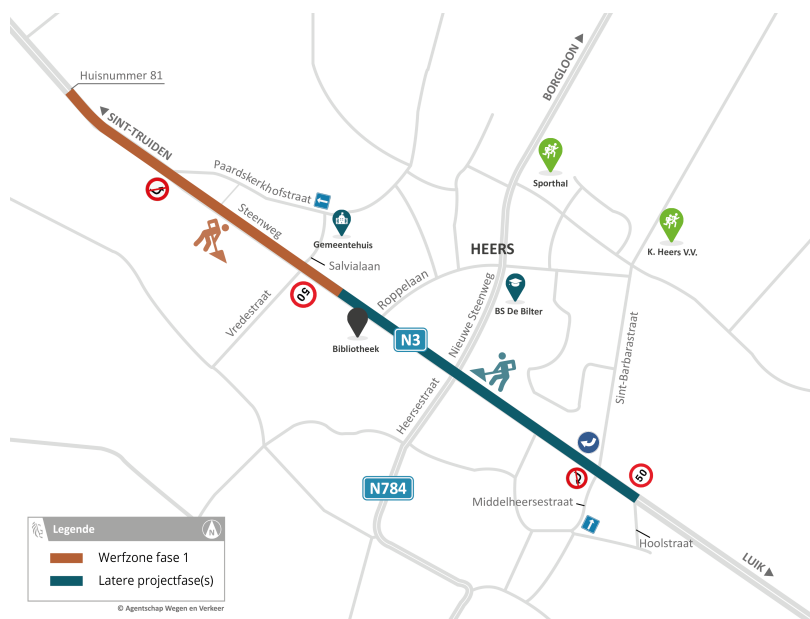 Huisnummer 81
SINT-TRUIDEN
BORGLOON
Paardskerkhofstraat
Sporthal
Steenweg
Gemeentehuis
K. Heers V.V.
HEERS
Salvialaan
Roppelaan
50
BS De Bilter
Vredestraat
Nieuwe Steenweg
Bibliotheek
N3
Sint-Barbarastraat
Heersestraat
50
N784
Middelheersestraat
Hoolstraat
LUIK
Legende
N
Werfzone fase 1
Latere projectfase(s)
© Agentschap Wegen en Verkeer